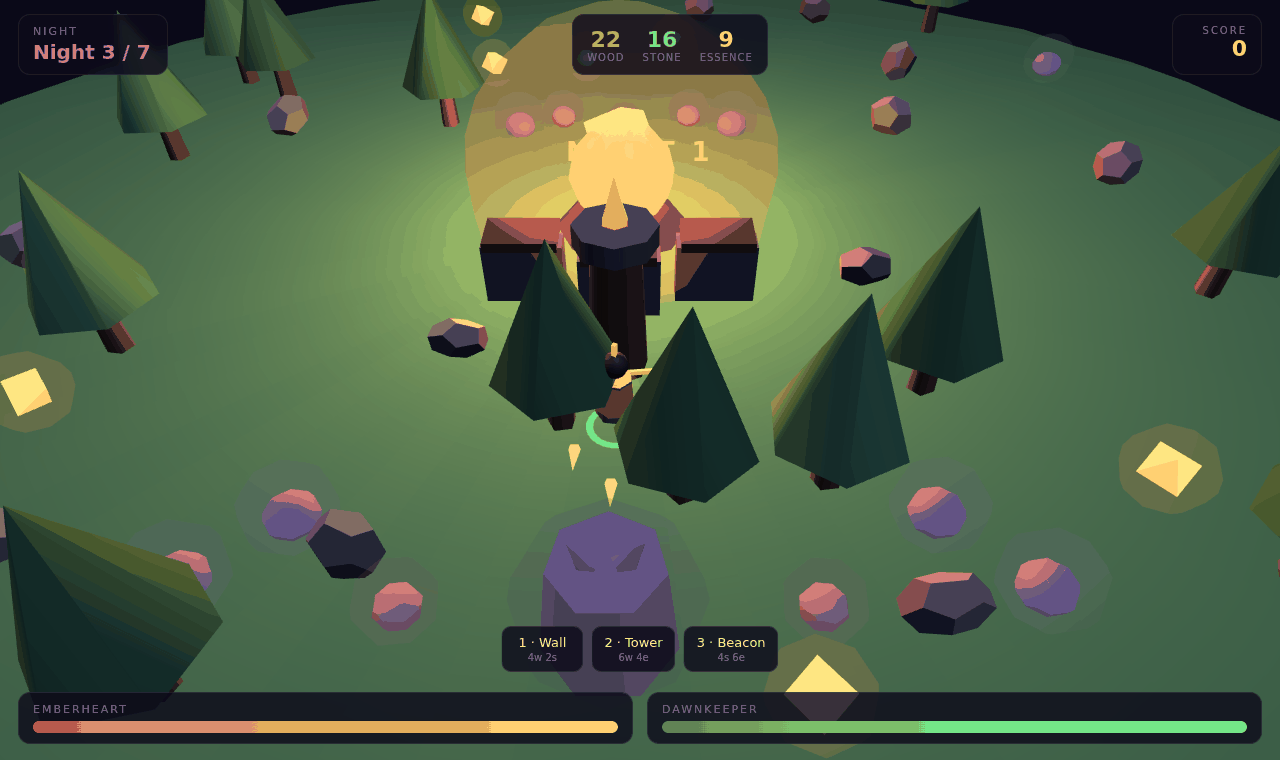 NIGHT
Night 3 / 7
22 16 9
WOOD STONE ESSENCE
SCORE
0
1
1 · Wall
4w 2s
2 · Tower
6w 4e
3 · Beacon
4s 6e
EMBERHEART
DAWNKEEPER